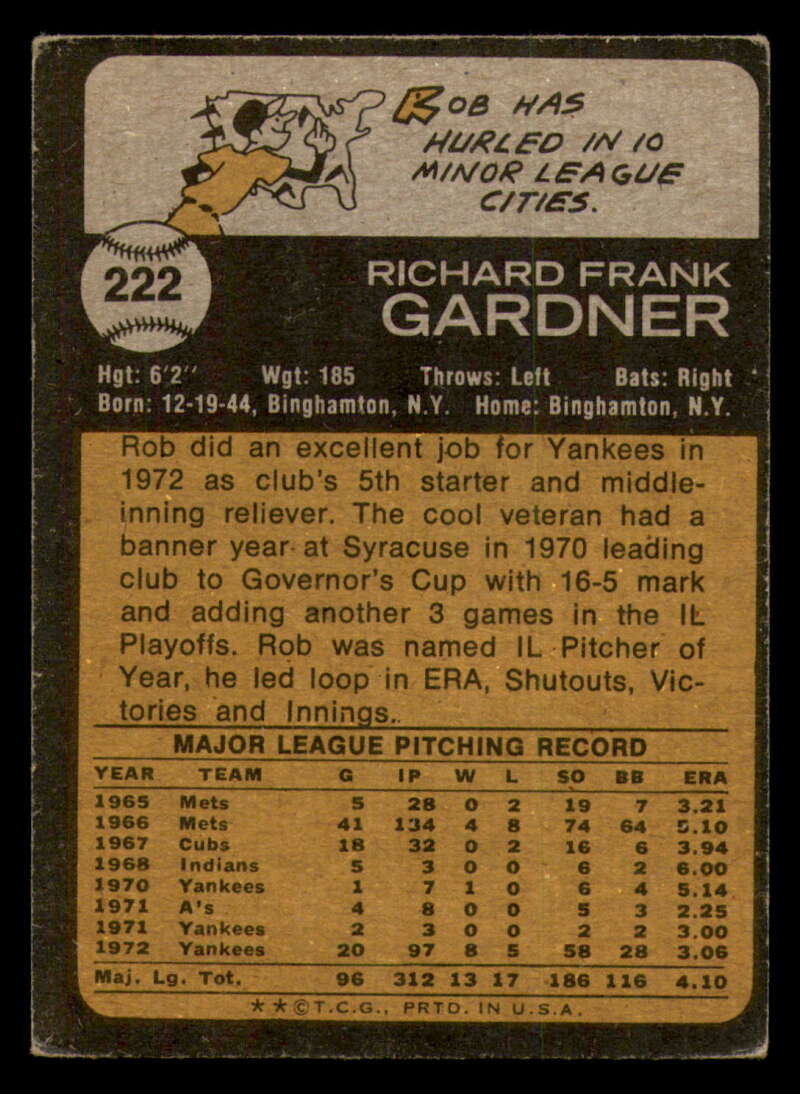 ROB HAS
HURLED IN 10
MINOR LEAGUE
CITIES.
222
RICHARD FRANK
GARDNER
Hgt: 6'2" Wgt: 185 Throws: Left Bats: Right
Born: 12-19-44, Binghamton, N.Y. Home: Binghamton, N.Y.
Rob did an excellent job for Yankees in
1972 as club's 5th starter and middle-
inning reliever. The cool veteran had a
banner year at Syracuse in 1970 leading
club to Governor's Cup with 16-5 mark
and adding another 3 games in the IL
Playoffs. Rob was named IL Pitcher of
Year, he led loop in ERA, Shutouts, Vic-
tories and Innings.
MAJOR LEAGUE PITCHING RECORD
YEAR TEAM G IP W L SO BB ERA
1965 Mets 5 28 0 2 19 7 3.21
1966 Mets 41 134 4 8 74 64 5.10
1967 Cubs 18 32 0 2 16 6 3.94
1968 Indians 5 3 0 0 6 2 6.00
1970 Yankees 1 7 1 0 6 4 5.14
1971 A's 4 8 0 0 5 3 2.25
1971 Yankees 2 3 0 0 2 2 3.00
1972 Yankees 20 97 8 5 58 28 3.06
Maj. Lg. Tot. 96 312 13 17 186 116 4.10
**©T.C.G., PRTD. IN U.S.A.